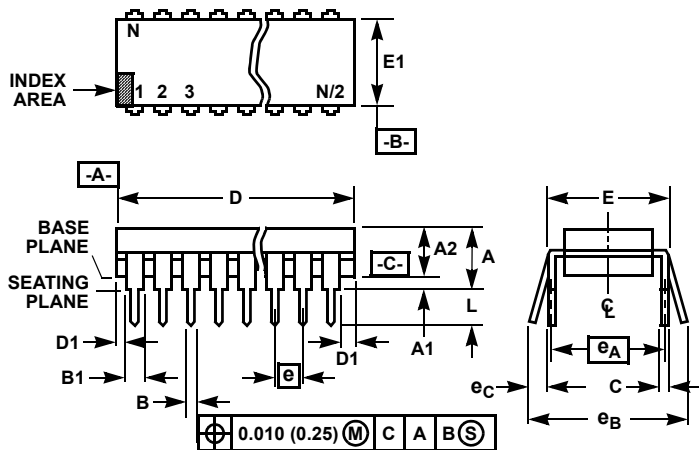 N
E1
INDEX
AREA
1 2 3 N/2
-B-
-A-
D
E
BASE
PLANE
A2
A
-C-
SEATING
PLANE
L
C
L
D1
A1
D1
eA
B1
e
eC
C
B
eB
0.010 (0.25) M C A B S